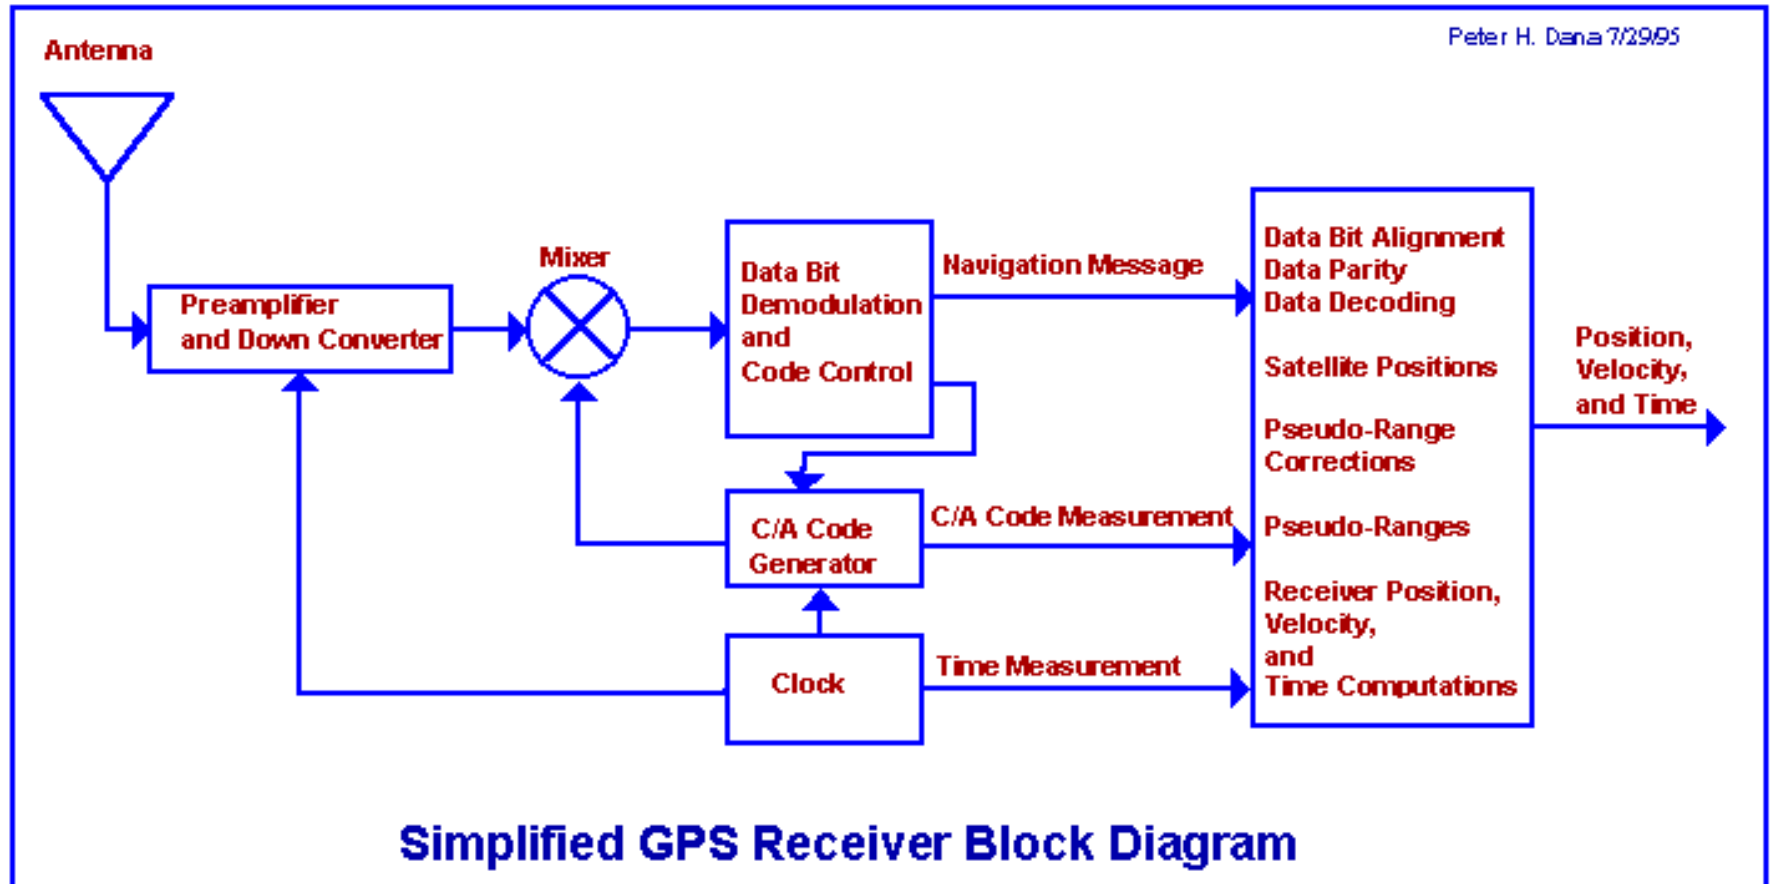 Antenna
Peter H. Dana 7/29/95
Preamplifier
and Down Converter
Mixer
Data Bit
Demodulation
and
Code Control
Navigation Message
C/A Code
Generator
C/A Code Measurement
Clock
Time Measurement
Data Bit Alignment
Data Parity
Data Decoding
Satellite Positions
Pseudo-Range
Corrections
Pseudo-Ranges
Receiver Position,
Velocity,
and
Time Computations
Position,
Velocity,
and Time
Simplified GPS Receiver Block Diagram